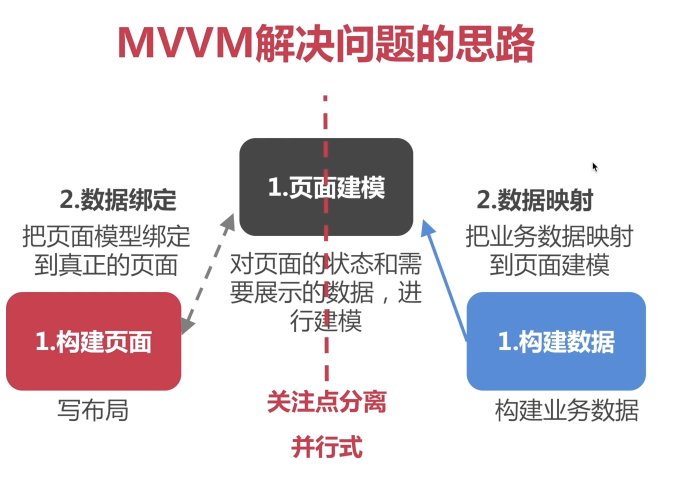 MVVM解决问题的思路
1.页面建模
2.数据绑定
把页面模型绑定
到真正的页面
2.数据映射
把业务数据映射
到页面建模
对页面的状态和需
要展示的数据，进
行建模
1.构建页面
写布局
1.构建数据
构建业务数据
关注点分离
并行式